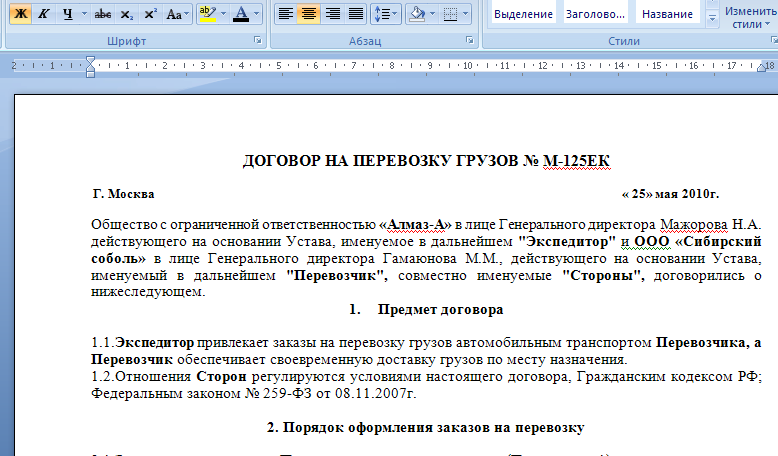 Ж К Ч abc x₂ x² Aa ab A
Выделение Заголово... Название Изменить стили
Шрифт Абзац Стили
2 1 1 2 3 4 5 6 7 8 9 10 11 12 13 14 15 16 17 18
ДОГОВОР НА ПЕРЕВОЗКУ ГРУЗОВ № М-125ЕК
Г. Москва « 25» мая 2010г.
Общество с ограниченной ответственностью «Алмаз-А» в лице Генерального директора Мажорова Н.А.
действующего на основании Устава, именуемое в дальнейшем "Экспедитор" и ООО «Сибирский
соболь» в лице Генерального директора Гамаюнова М.М., действующего на основании Устава,
именуемый в дальнейшем "Перевозчик", совместно именуемые "Стороны", договорились о
нижеследующем.
1. Предмет договора
1.1.Экспедитор привлекает заказы на перевозку грузов автомобильным транспортом Перевозчика, а
Перевозчик обеспечивает своевременную доставку грузов по месту назначения.
1.2.Отношения Сторон регулируются условиями настоящего договора, Гражданским кодексом РФ;
Федеральным законом № 259-ФЗ от 08.11.2007г.
2. Порядок оформления заказов на перевозку